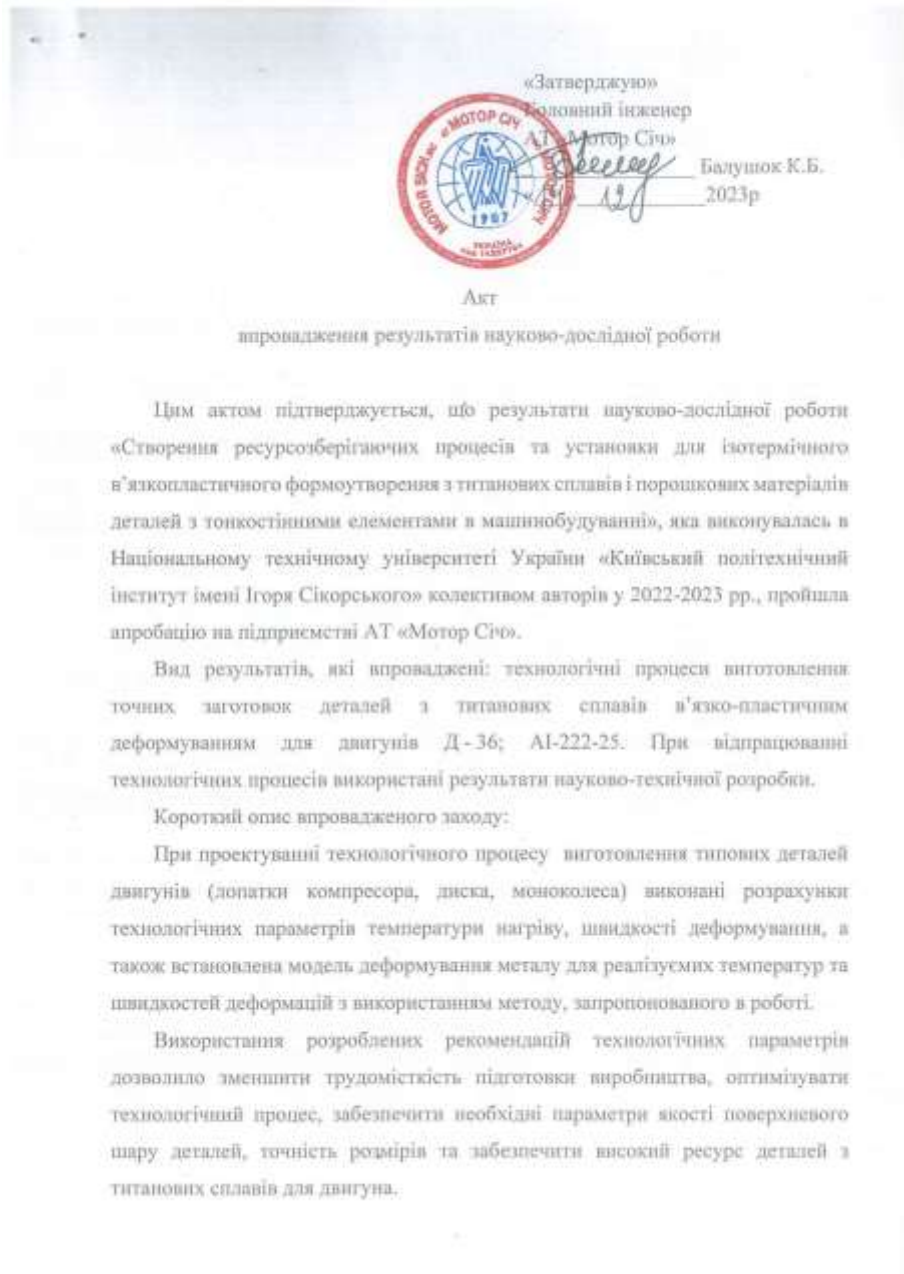 «Затверджую»
Головний інженер
АТ «Мотор Січ»
Балушок К.Б.
12 2023р
МОТОР СІЧ
1907
УКРАЇНА
Акт
впровадження результатів науково-дослідної роботи
Цим актом підтверджується, що результати науково-дослідної роботи
«Створення ресурсозберігаючих процесів та установки для ізотермічного
в’язкопластичного формоутворення з титанових сплавів і порошкових матеріалів
деталей з тонкостінними елементами в машинобудуванні», яка виконувалась в
Національному технічному університеті України «Київський політехнічний
інститут імені Ігоря Сікорського» колективом авторів у 2022-2023 рр., пройшла
апробацію на підприємстві АТ «Мотор Січ».
Вид результатів, які впроваджені: технологічні процеси виготовлення
точних заготовок деталей з титанових сплавів в’язко-пластичним
деформуванням для двигунів Д - 36; АІ-222-25. При відпрацюванні
технологічних процесів використані результати науково-технічної розробки.
Короткий опис впровадженого заходу:
При проектуванні технологічного процесу виготовлення типових деталей
двигунів (лопатки компресора, диска, моноколеса) виконані розрахунки
технологічних параметрів температури нагріву, швидкості деформування, а
також встановлена модель деформування металу для реалізуємих температур та
швидкостей деформацій з використанням методу, запропонованого в роботі.
Використання розроблених рекомендацій технологічних параметрів
дозволило зменшити трудомісткість підготовки виробництва, оптимізувати
технологічний процес, забезпечити необхідні параметри якості поверхневого
шару деталей, точність розмірів та забезпечити високий ресурс деталей з
титанових сплавів для двигуна.